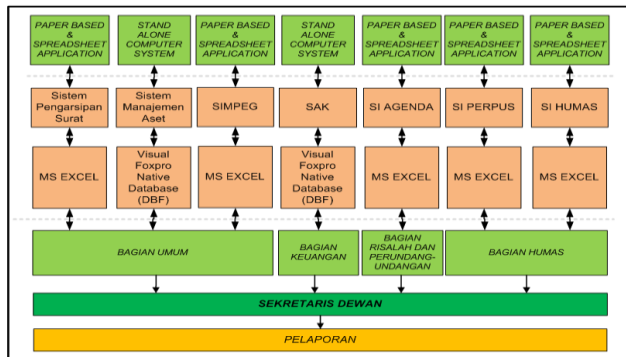 PAPER BASED
&
SPREADSHEET
APPLICATION
STAND
ALONE
COMPUTER
SYSTEM
PAPER BASED
&
SPREADSHEET
APPLICATION
STAND
ALONE
COMPUTER
SYSTEM
PAPER BASED
&
SPREADSHEET
APPLICATION
PAPER BASED
&
SPREADSHEET
APPLICATION
PAPER BASED
&
SPREADSHEET
APPLICATION
Sistem
Pengarsipan
Surat
Sistem
Manajemen
Aset
SIMPEG
SAK
SI AGENDA
SI PERPUS
SI HUMAS
MS EXCEL
Visual
Foxpro
Native
Database
(DBF)
MS EXCEL
Visual
Foxpro
Native
Database
(DBF)
MS EXCEL
MS EXCEL
MS EXCEL
BAGIAN UMUM
BAGIAN
KEUANGAN
BAGIAN
RISALAH DAN
PERUNDANG-
UNDANGAN
BAGIAN HUMAS
SEKRETARIS DEWAN
PELAPORAN